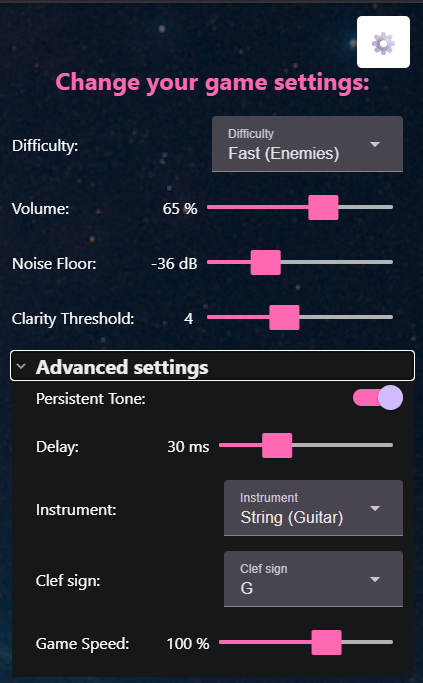 Change your game settings:
Difficulty:
Difficulty
Fast (Enemies)
Volume: 65 %
Noise Floor: -36 dB
Clarity Threshold: 4
Advanced settings
Persistent Tone:
Delay: 30 ms
Instrument:
Instrument
String (Guitar)
Clef sign:
Clef sign
G
Game Speed: 100 %